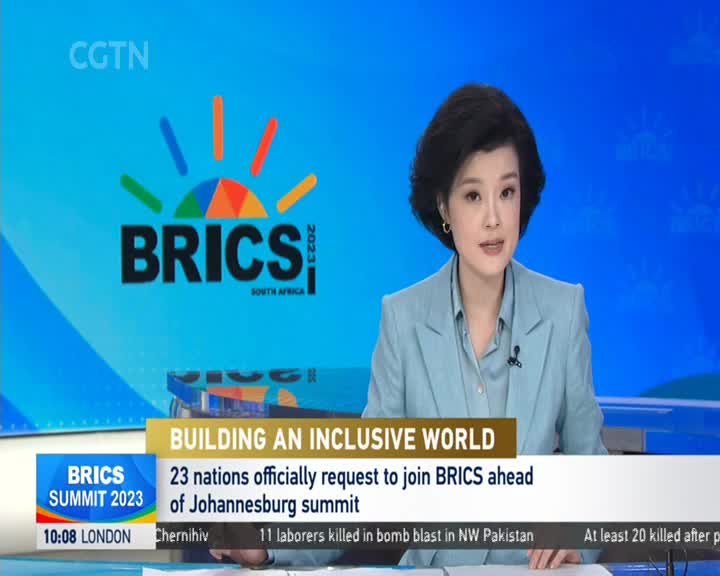 CGTN
BRICS
2023
SOUTH AFRICA
BUILDING AN INCLUSIVE WORLD
23 nations officially request to join BRICS ahead
of Johannesburg summit
BRICS
SUMMIT 2023
10:08 LONDON
Chernihiv 11 laborers killed in bomb blast in NW Pakistan At least 20 killed after p